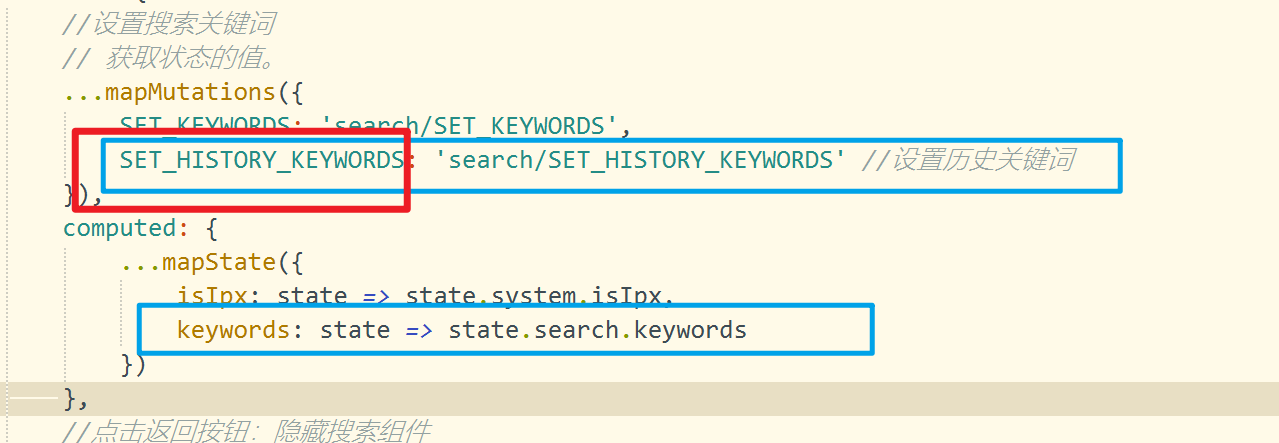 //设置搜索关键词
// 获取状态的值。
...mapMutations({
SET_KEYWORDS: 'search/SET_KEYWORDS',
SET_HISTORY_KEYWORDS: 'search/SET_HISTORY_KEYWORDS' //设置历史关键词
}),
computed: {
...mapState({
isIpx: state => state.system.isIpx,
keywords: state => state.search.keywords
})
},
//点击返回按钮：隐藏搜索组件